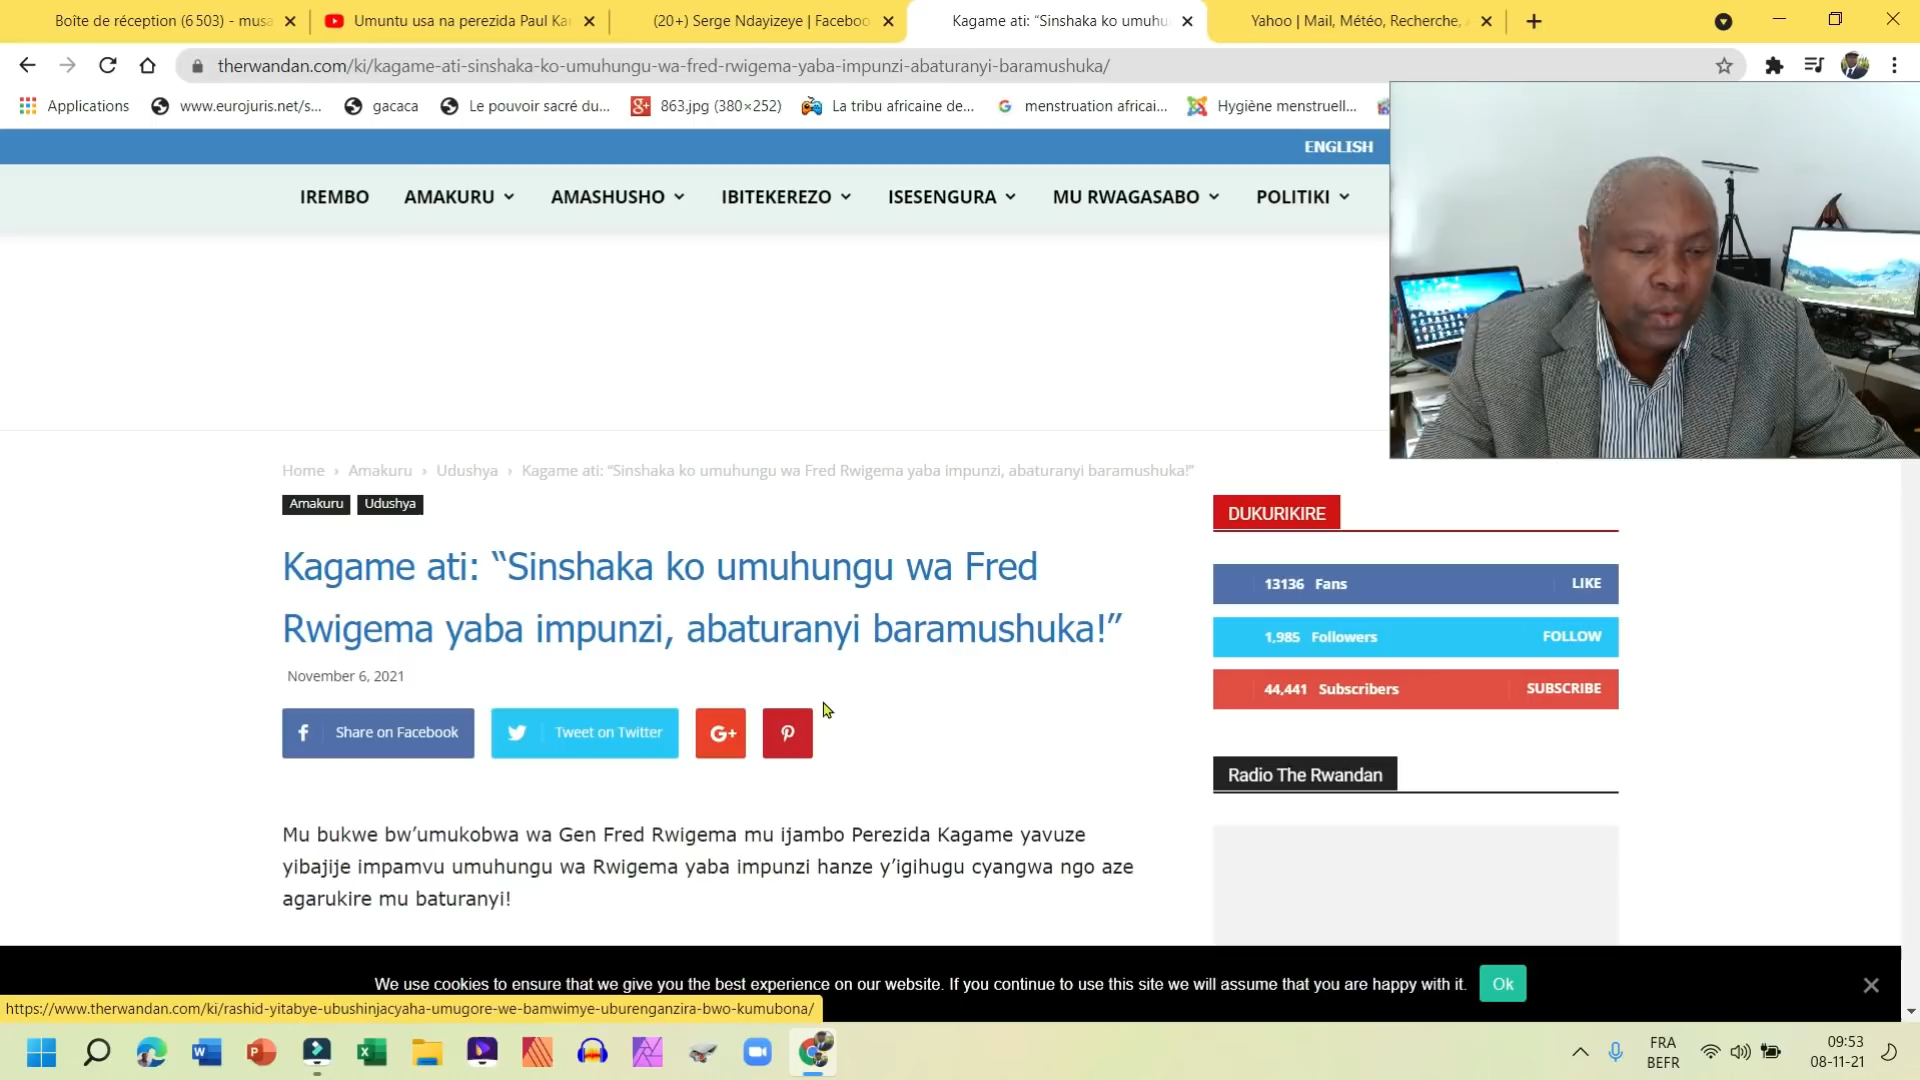 Boîte de réception (6 503) - musa
Umuntu usa na perezida Paul Ka
(20+) Serge Ndayizeye | Faceboo
Kagame ati: “Sinshaka ko umuhu
Yahoo | Mail, Météo, Recherche,
therwandan.com/ki/kagame-ati-sinshaka-ko-umuhungu-wa-fred-rwigema-yaba-impunzi-abaturanyi-baramushuka/
Applications
www.eurojuris.net/s...
gacaca
Le pouvoir sacré du...
863.jpg (380×252)
La tribu africaine de...
menstruation africai...
Hygiène menstruell...
ENGLISH
IREMBO AMAKURU AMASHUSHO IBITEKEREZO ISESENGURA MU RWAGASABO POLITIKI
Home › Amakuru › Udushya › Kagame ati: “Sinshaka ko umuhungu wa Fred Rwigema yaba impunzi, abaturanyi baramushuka!”
Amakuru Udushya
Kagame ati: “Sinshaka ko umuhungu wa Fred
Rwigema yaba impunzi, abaturanyi baramushuka!”
November 6, 2021
Share on Facebook
Tweet on Twitter
G+
Mu bukwe bw’umukobwa wa Gen Fred Rwigema mu ijambo Perezida Kagame yavuze
yibajije impamvu umuhungu wa Rwigema yaba impunzi hanze y’igihugu cyangwa ngo aze
agarukire mu baturanyi!
DUKURIKIRE
13136 Fans LIKE
1,985 Followers FOLLOW
44,441 Subscribers SUBSCRIBE
Radio The Rwandan
We use cookies to ensure that we give you the best experience on our website. If you continue to use this site we will assume that you are happy with it.
Ok
https://www.therwandan.com/ki/rashid-yitabye-ubushinjacyaha-umugore-we-bamwimye-uburenganzira-bwo-kumubona/
FRA
BEFR
09:53
08-11-21